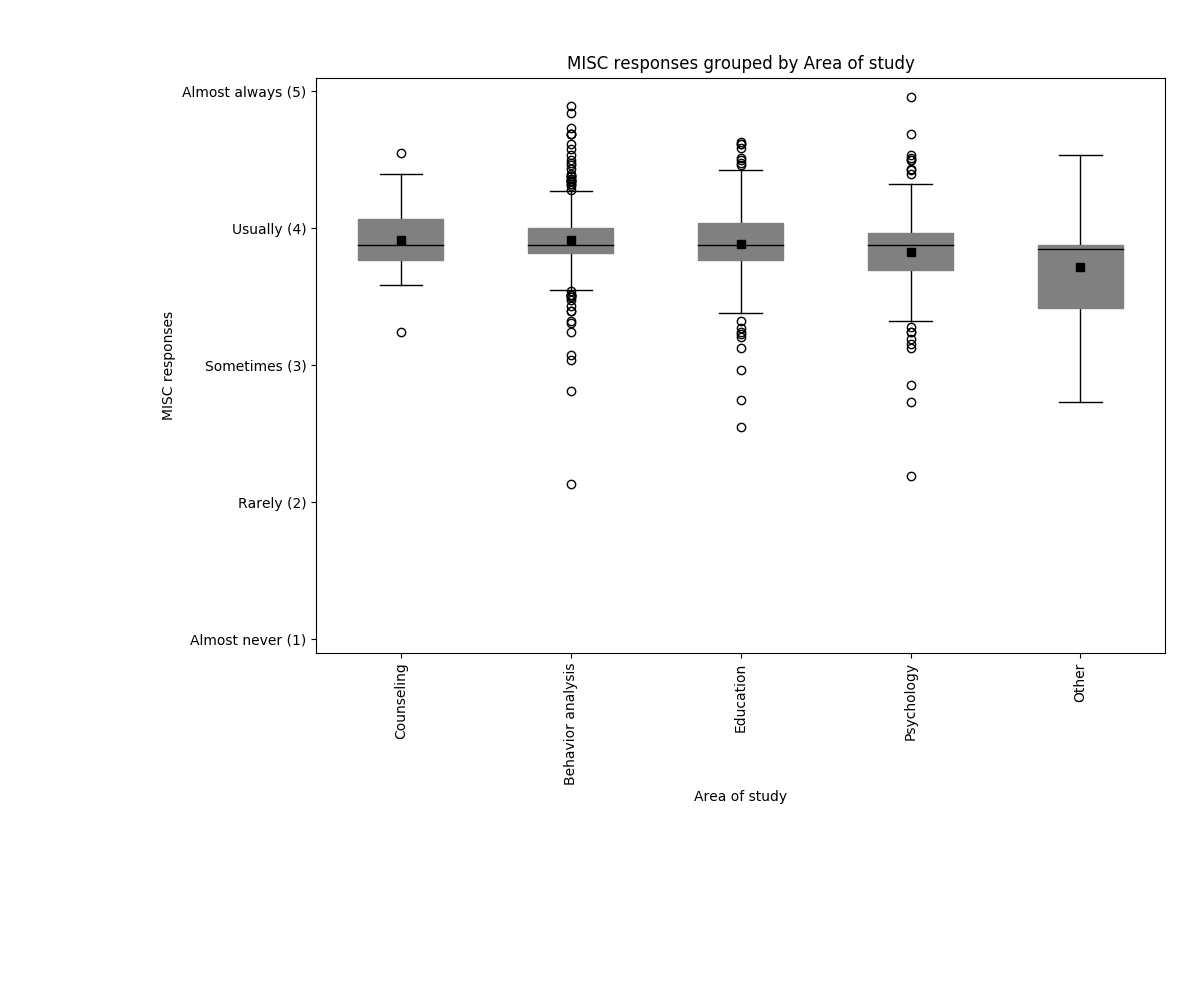 MISC responses grouped by Area of study
Almost always (5)
Usually (4)
Sometimes (3)
Rarely (2)
Almost never (1)
MISC responses
Counseling
Behavior analysis
Education
Psychology
Other
Area of study